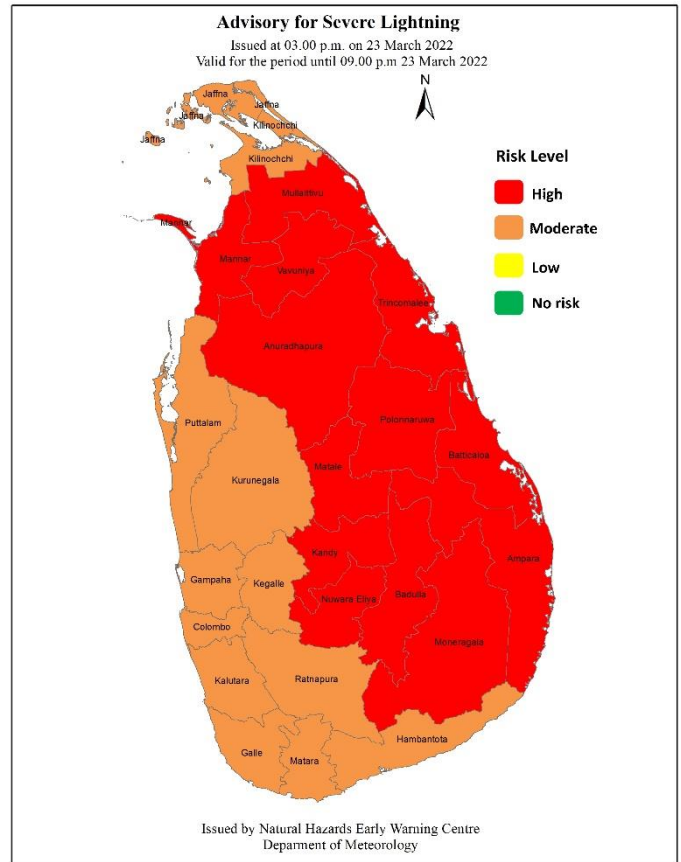 Advisory for Severe Lightning
Issued at 03.00 p.m. on 23 March 2022
Valid for the period until 09.00 p.m 23 March 2022
N
Jaffna
Jaffna
Jaffna
Kilinochchi
Jaffna
Kilinochchi
Risk Level
High
Moderate
Low
No risk
Mullaitivu
Mannar
Mannar
Vavuniya
Trincomalee
Anuradhapura
Polonnaruwa
Puttalam
Batticaloa
Matale
Kurunegala
Kandy
Ampara
Gampaha
Kegalle
Nuwara Eliya
Badulla
Colombo
Moneragala
Kalutara
Ratnapura
Hambantota
Galle
Matara
Issued by Natural Hazards Early Warning Centre
Deparment of Meteorology